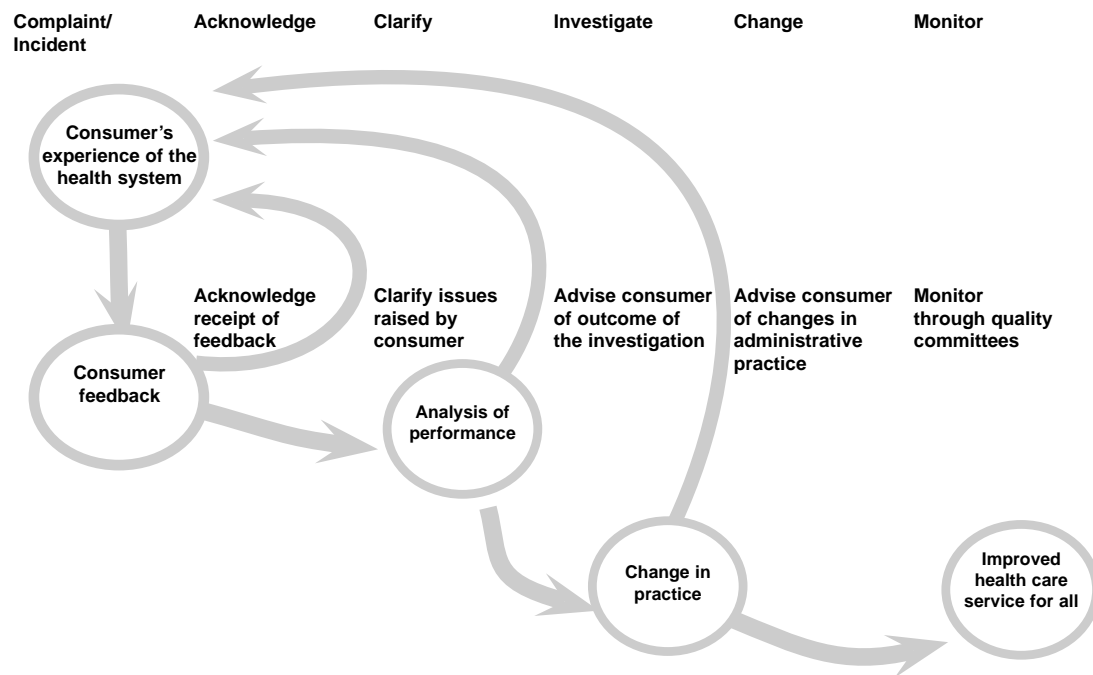 Complaint/
Incident
Acknowledge
Clarify
Investigate
Change
Monitor
Consumer’s
experience of the
health system
Acknowledge
receipt of
feedback
Clarify issues
raised by
consumer
Advise consumer
of outcome of
the investigation
Advise consumer
of changes in
administrative
practice
Monitor
through quality
committees
Consumer
feedback
Analysis of
performance
Change in
practice
Improved
health care
service for all